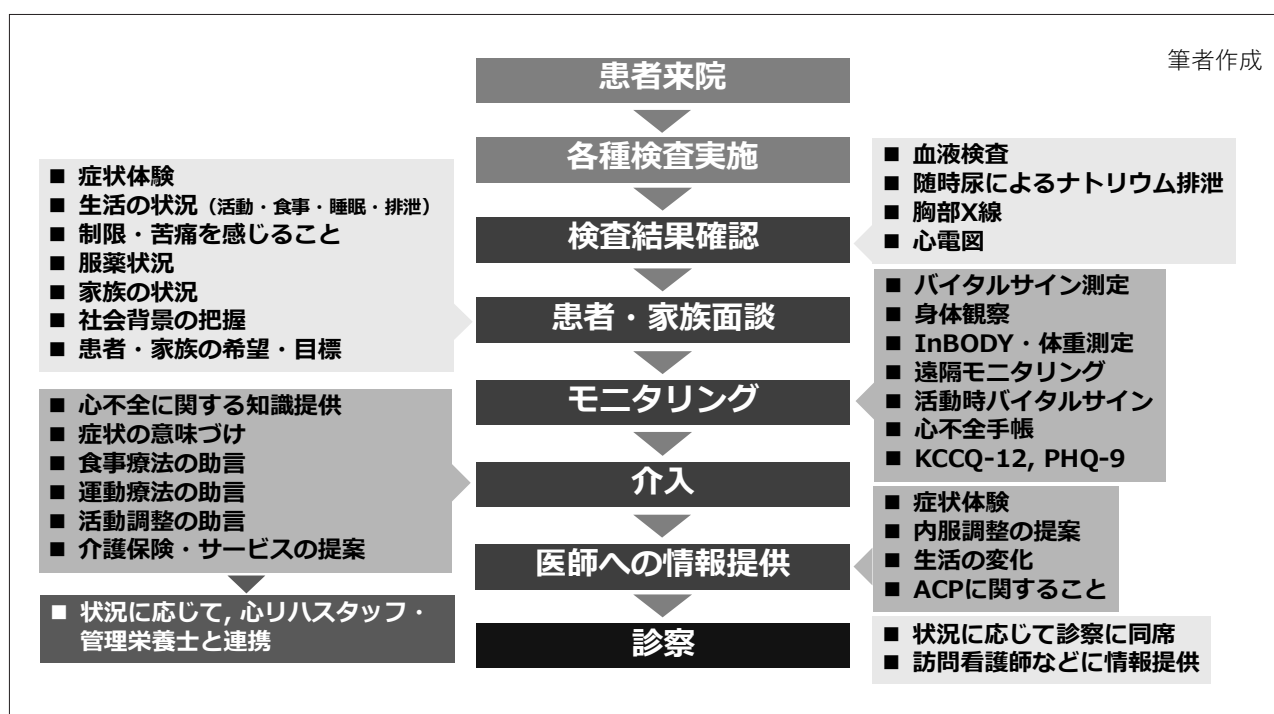 筆者作成
患者来院
各種検査実施
検査結果確認
■ 血液検査
■ 随時尿によるナトリウム排泄
■ 胸部X線
■ 心電図
患者・家族面談
■ 症状体験
■ 生活の状況（活動・食事・睡眠・排泄）
■ 制限・苦痛を感じること
■ 服薬状況
■ 家族の状況
■ 社会背景の把握
■ 患者・家族の希望・目標
モニタリング
■ バイタルサイン測定
■ 身体観察
■ InBODY・体重測定
■ 遠隔モニタリング
■ 活動時バイタルサイン
■ 心不全手帳
■ KCCQ-12, PHQ-9
介入
■ 心不全に関する知識提供
■ 症状の意味づけ
■ 食事療法の助言
■ 運動療法の助言
■ 活動調整の助言
■ 介護保険・サービスの提案
■ 状況に応じて, 心リハスタッフ・
管理栄養士と連携
医師への情報提供
■ 症状体験
■ 内服調整の提案
■ 生活の変化
■ ACPに関すること
診察
■ 状況に応じて診察に同席
■ 訪問看護師などに情報提供